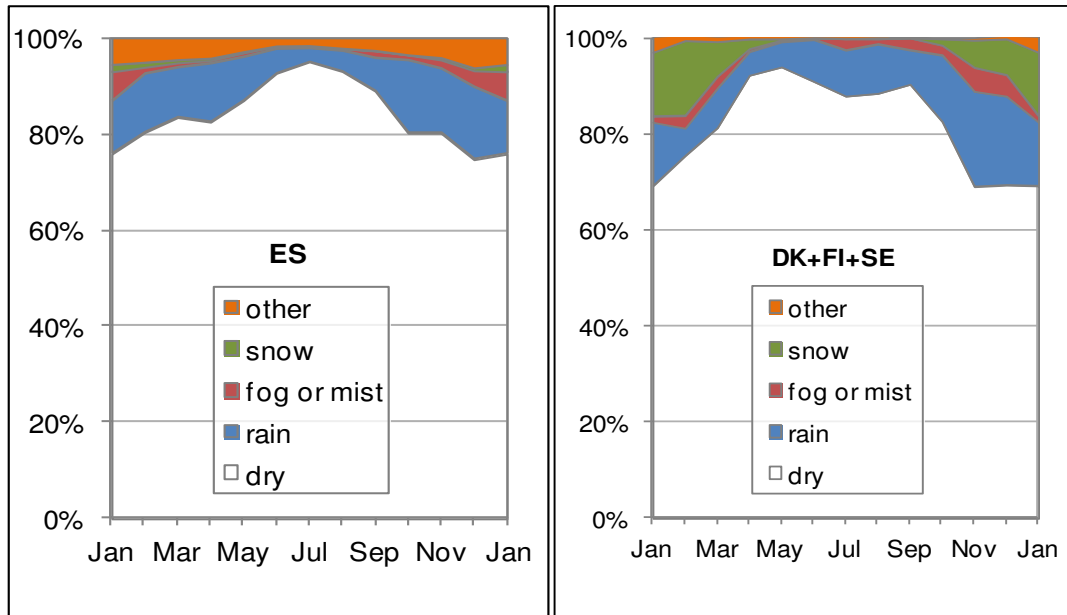 100%
80%
60%
40%
20%
0%
ES
other
snow
fog or mist
rain
dry
Jan Mar May Jul Sep Nov Jan
100%
80%
60%
40%
20%
0%
DK+FI+SE
other
snow
fog or mist
rain
dry
Jan Mar May Jul Sep Nov Jan